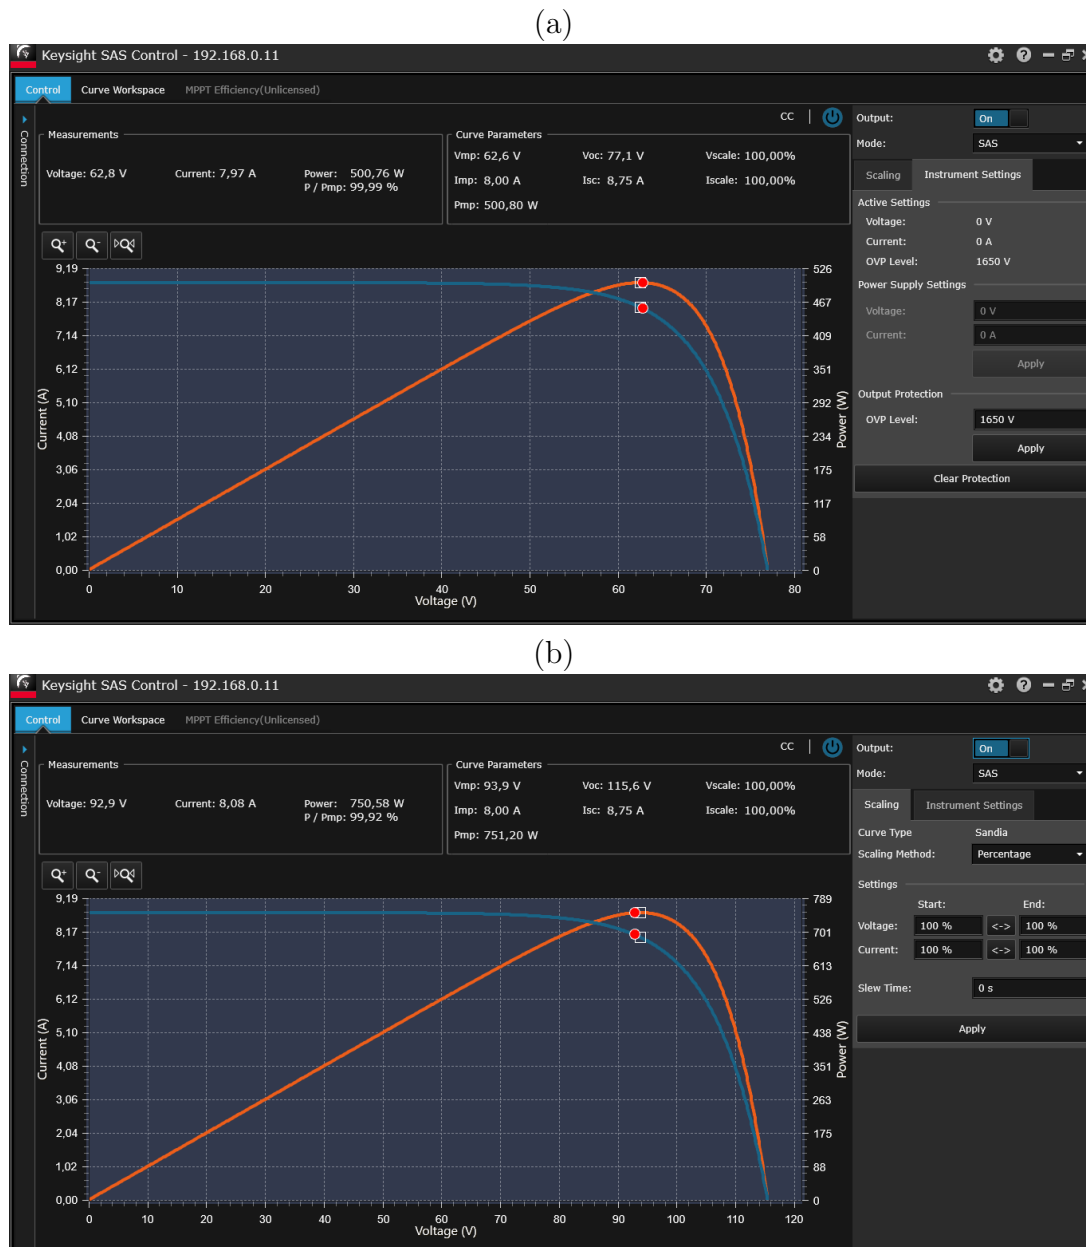 (a)
Keysight SAS Control - 192.168.0.11
Control Curve Workspace MPPT Efficiency(Unlicensed)
Connection
CC
Measurements
Voltage: 62,8 V Current: 7,97 A Power: 500,76 W
P / Pmp: 99,99 %
Curve Parameters
Vmp: 62,6 V Voc: 77,1 V Vscale: 100,00%
Imp: 8,00 A Isc: 8,75 A Iscale: 100,00%
Pmp: 500,80 W
Output: On
Mode: SAS
Scaling Instrument Settings
Active Settings
Voltage: 0 V
Current: 0 A
OVP Level: 1650 V
Power Supply Settings
Voltage: 0 V
Current: 0 A
Apply
Output Protection
OVP Level: 1650 V
Apply
Clear Protection
Current (A)
9,19
8,17
7,14
6,12
5,10
4,08
3,06
2,04
1,02
0,00
Power (W)
526
467
409
351
292
234
175
117
58
0
0 10 20 30 40 50 60 70 80
Voltage (V)
(b)
Keysight SAS Control - 192.168.0.11
Control Curve Workspace MPPT Efficiency(Unlicensed)
Connection
CC
Measurements
Voltage: 92,9 V Current: 8,08 A Power: 750,58 W
P / Pmp: 99,92 %
Curve Parameters
Vmp: 93,9 V Voc: 115,6 V Vscale: 100,00%
Imp: 8,00 A Isc: 8,75 A Iscale: 100,00%
Pmp: 751,20 W
Output: On
Mode: SAS
Scaling Instrument Settings
Curve Type Sandia
Scaling Method: Percentage
Settings
Start: End:
Voltage: 100 % <-> 100 %
Current: 100 % <-> 100 %
Slew Time: 0 s
Apply
Current (A)
9,19
8,17
7,14
6,12
5,10
4,08
3,06
2,04
1,02
0,00
Power (W)
789
701
613
526
438
351
263
175
88
0
0 10 20 30 40 50 60 70 80 90 100 110 120
Voltage (V)